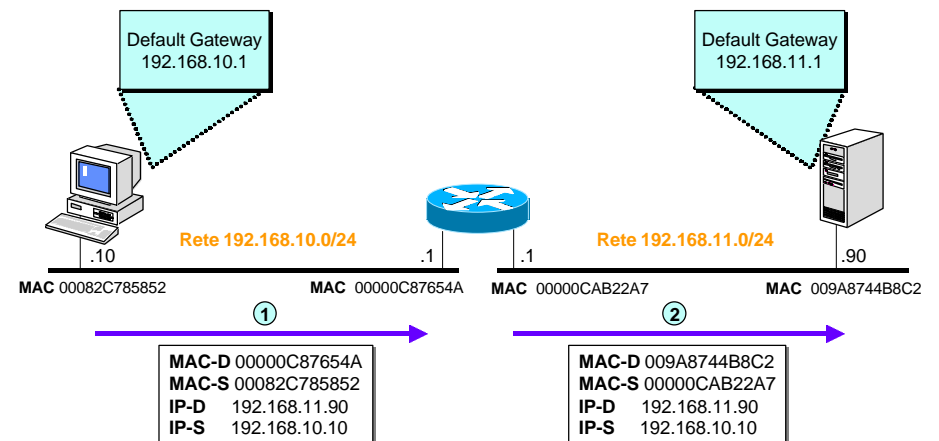 Default Gateway
192.168.10.1
Default Gateway
192.168.11.1
Rete 192.168.10.0/24
Rete 192.168.11.0/24
.10
.1
.1
.90
MAC 00082C785852
MAC 00000C87654A
MAC 00000CAB22A7
MAC 009A8744B8C2
1
2
MAC-D 00000C87654A
MAC-S 00082C785852
IP-D 192.168.11.90
IP-S 192.168.10.10
MAC-D 009A8744B8C2
MAC-S 00000CAB22A7
IP-D 192.168.11.90
IP-S 192.168.10.10